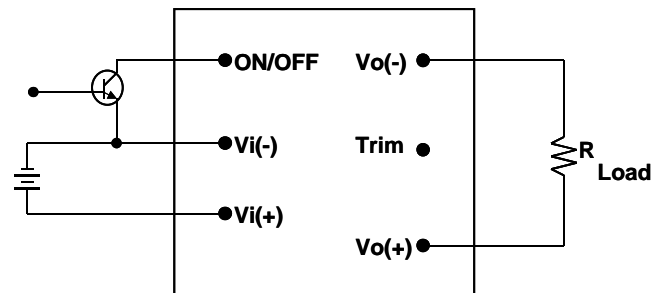 ON/OFF
Vo(-)
Vi(-)
Trim
R
Load
Vi(+)
Vo(+)